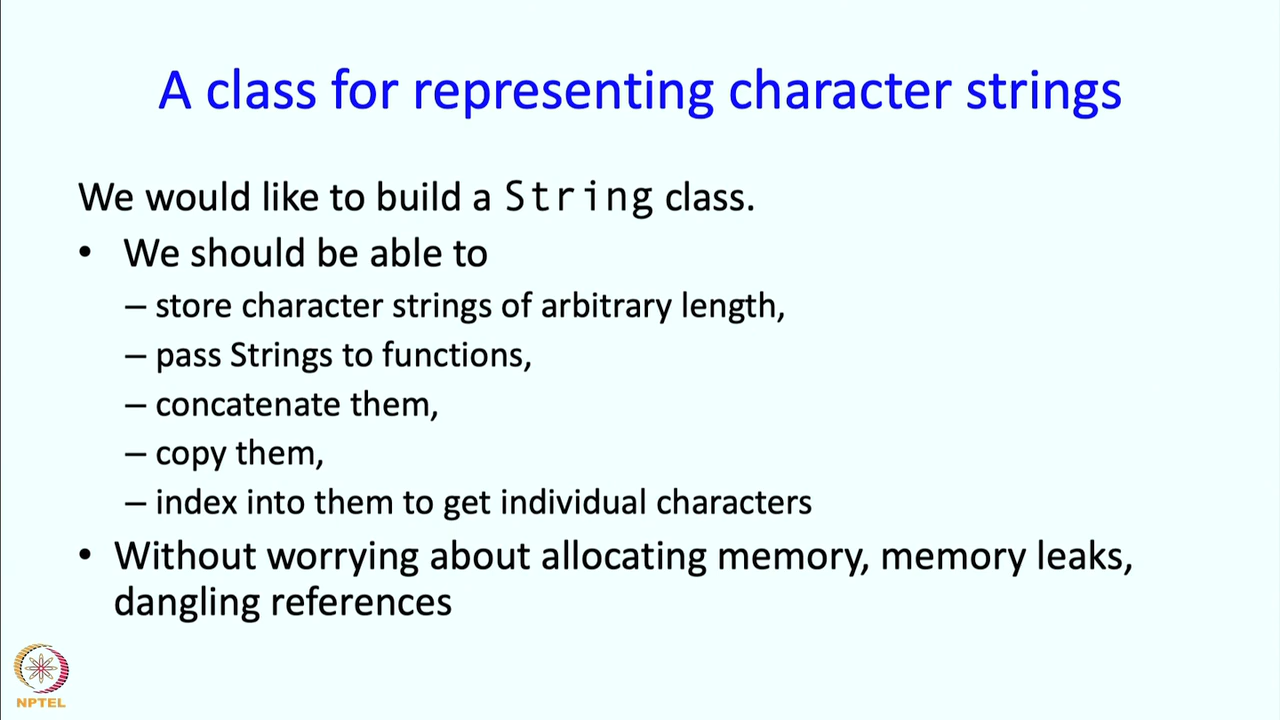 A class for representing character strings
We would like to build a String class.
• We should be able to
– store character strings of arbitrary length,
– pass Strings to functions,
– concatenate them,
– copy them,
– index into them to get individual characters
• Without worrying about allocating memory, memory leaks,
dangling references
NPTEL